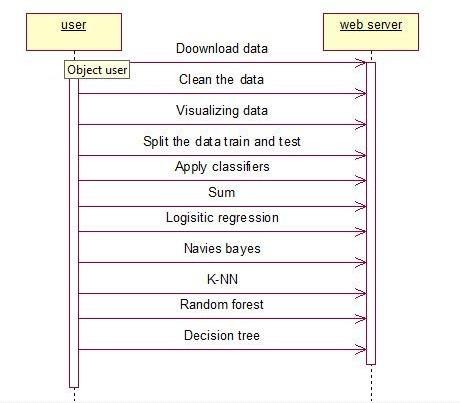 user
web server
Doownload data
Object user
Clean the data
Visualizing data
Split the data train and test
Apply classifiers
Sum
Logisitic regression
Navies bayes
K-NN
Random forest
Decision tree